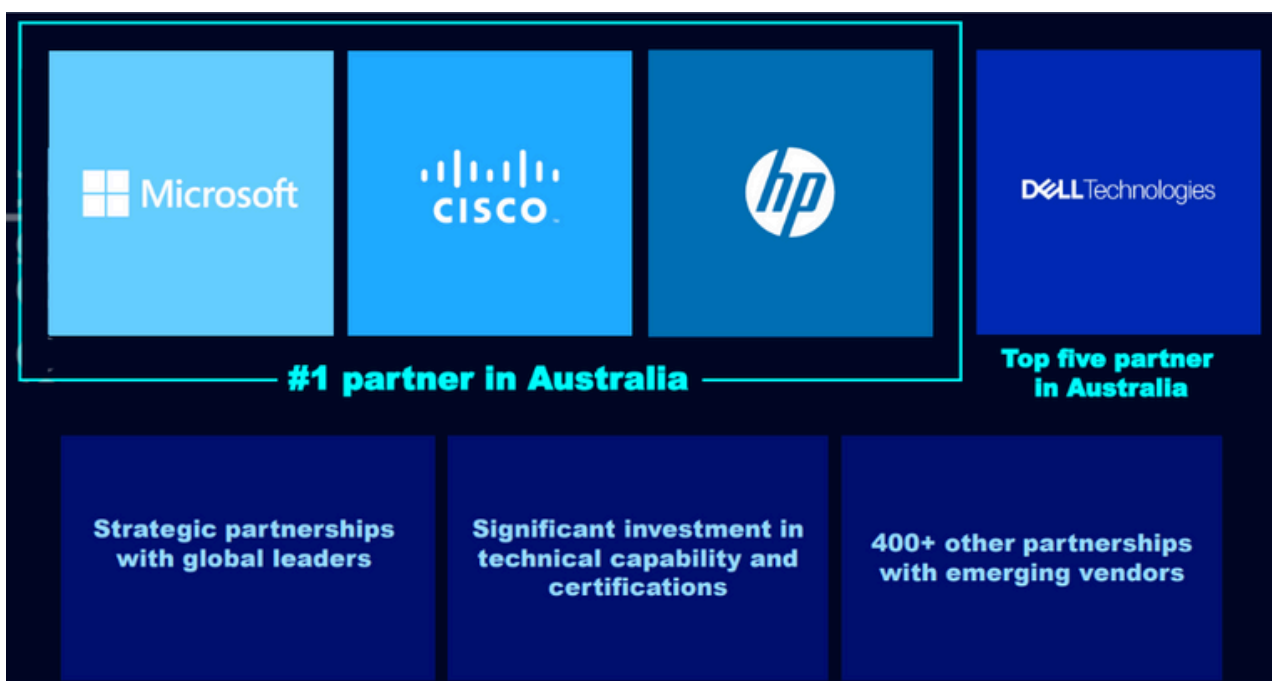 Microsoft
CISCO
hp
DELLTechnologies
#1 partner in Australia
Top five partner
in Australia
Strategic partnerships
with global leaders
Significant investment in
technical capability and
certifications
400+ other partnerships
with emerging vendors